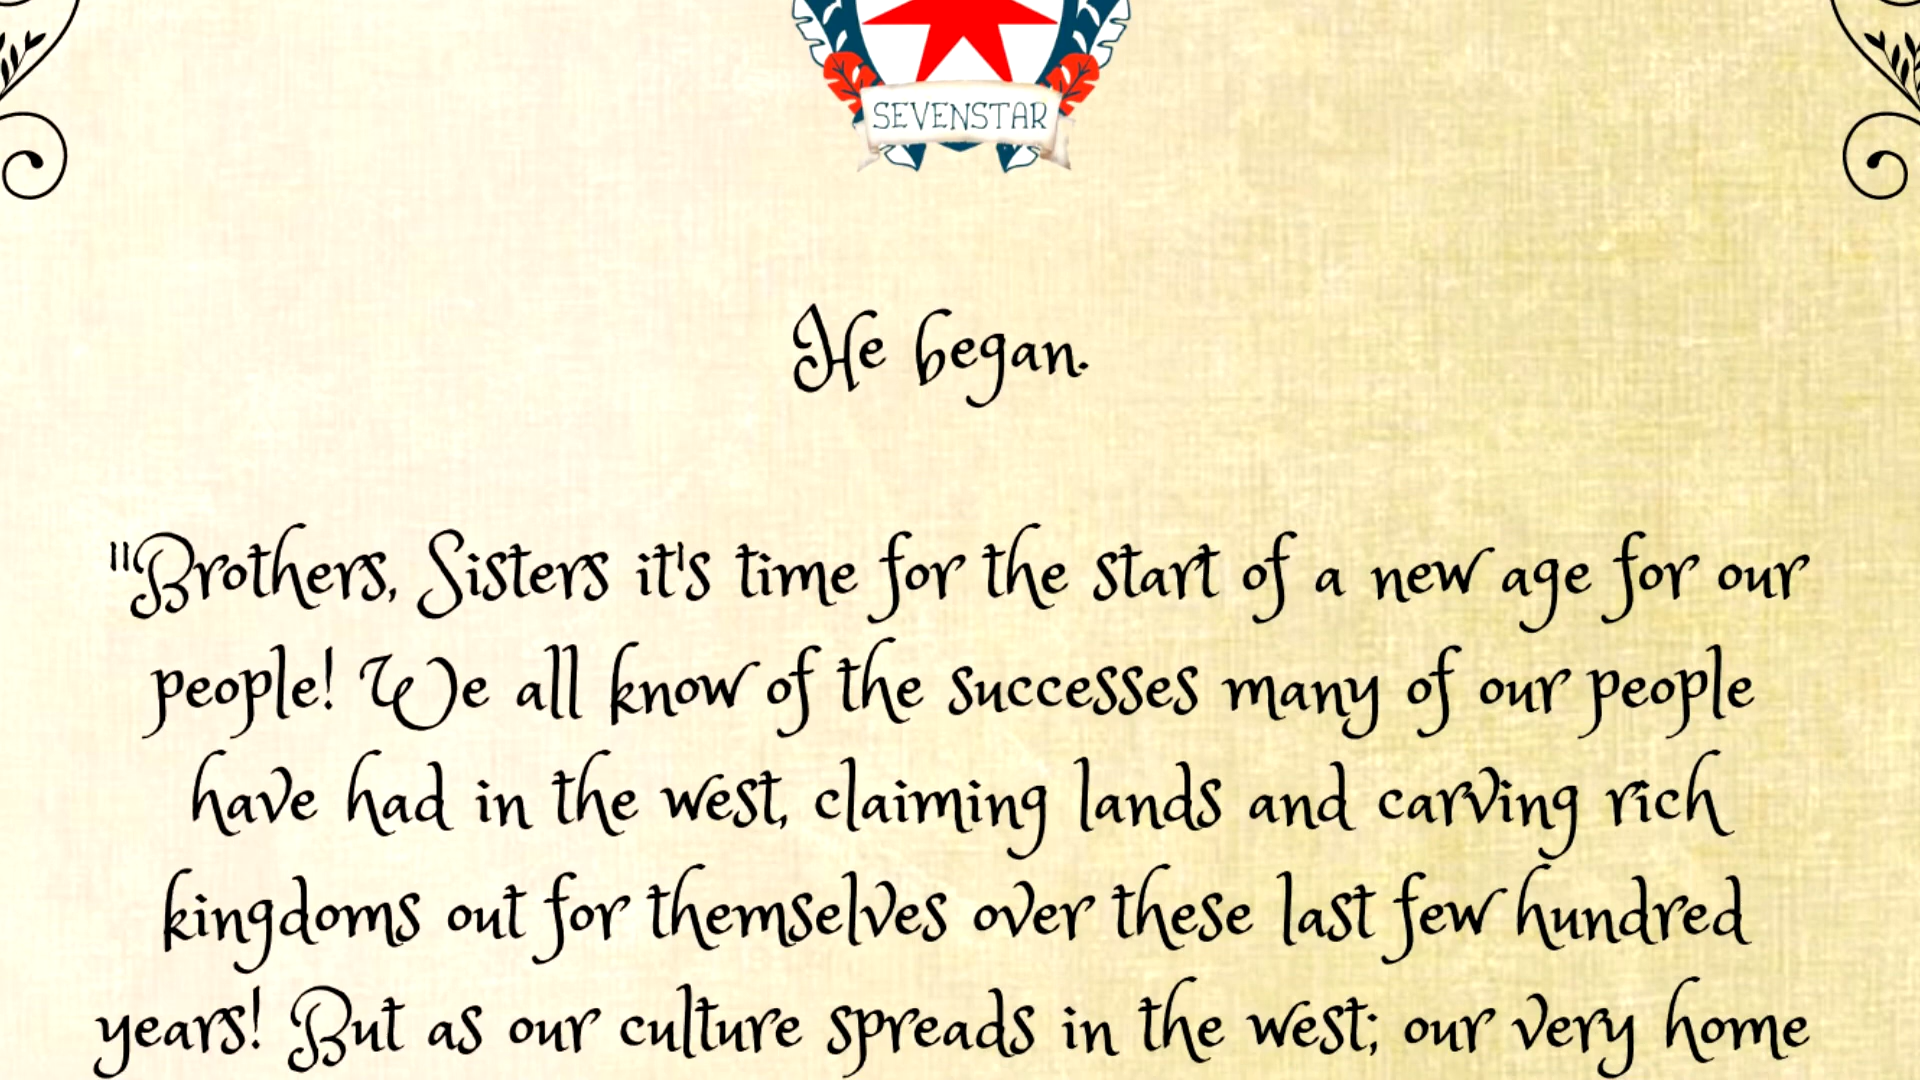 SEVENSTAR
He began.
"Brothers, Sisters it's time for the start of a new age for our
people! We all know of the successes many of our people
have had in the west, claiming lands and carving rich
kingdoms out for themselves over these last few hundred
years! But as our culture spreads in the west; our very home